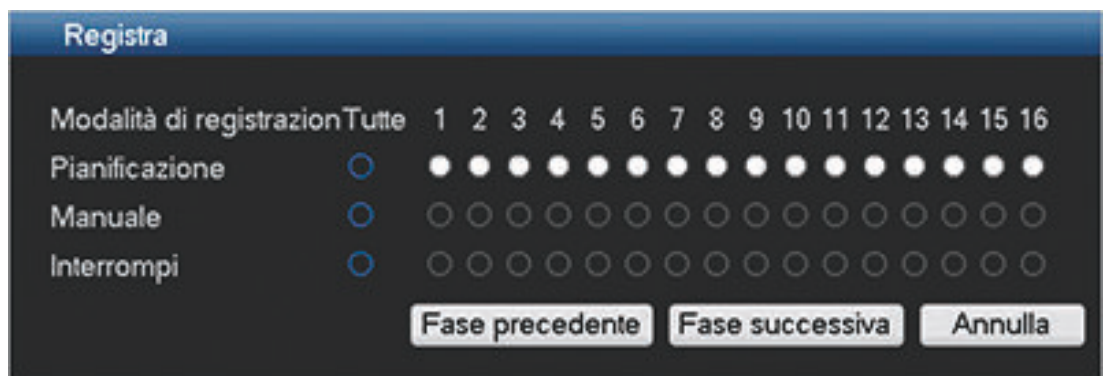 Registra
Modalità di registrazionTutte 1 2 3 4 5 6 7 8 9 10 11 12 13 14 15 16
Pianificazione
Manuale
Interrompi
Fase precedente Fase successiva Annulla